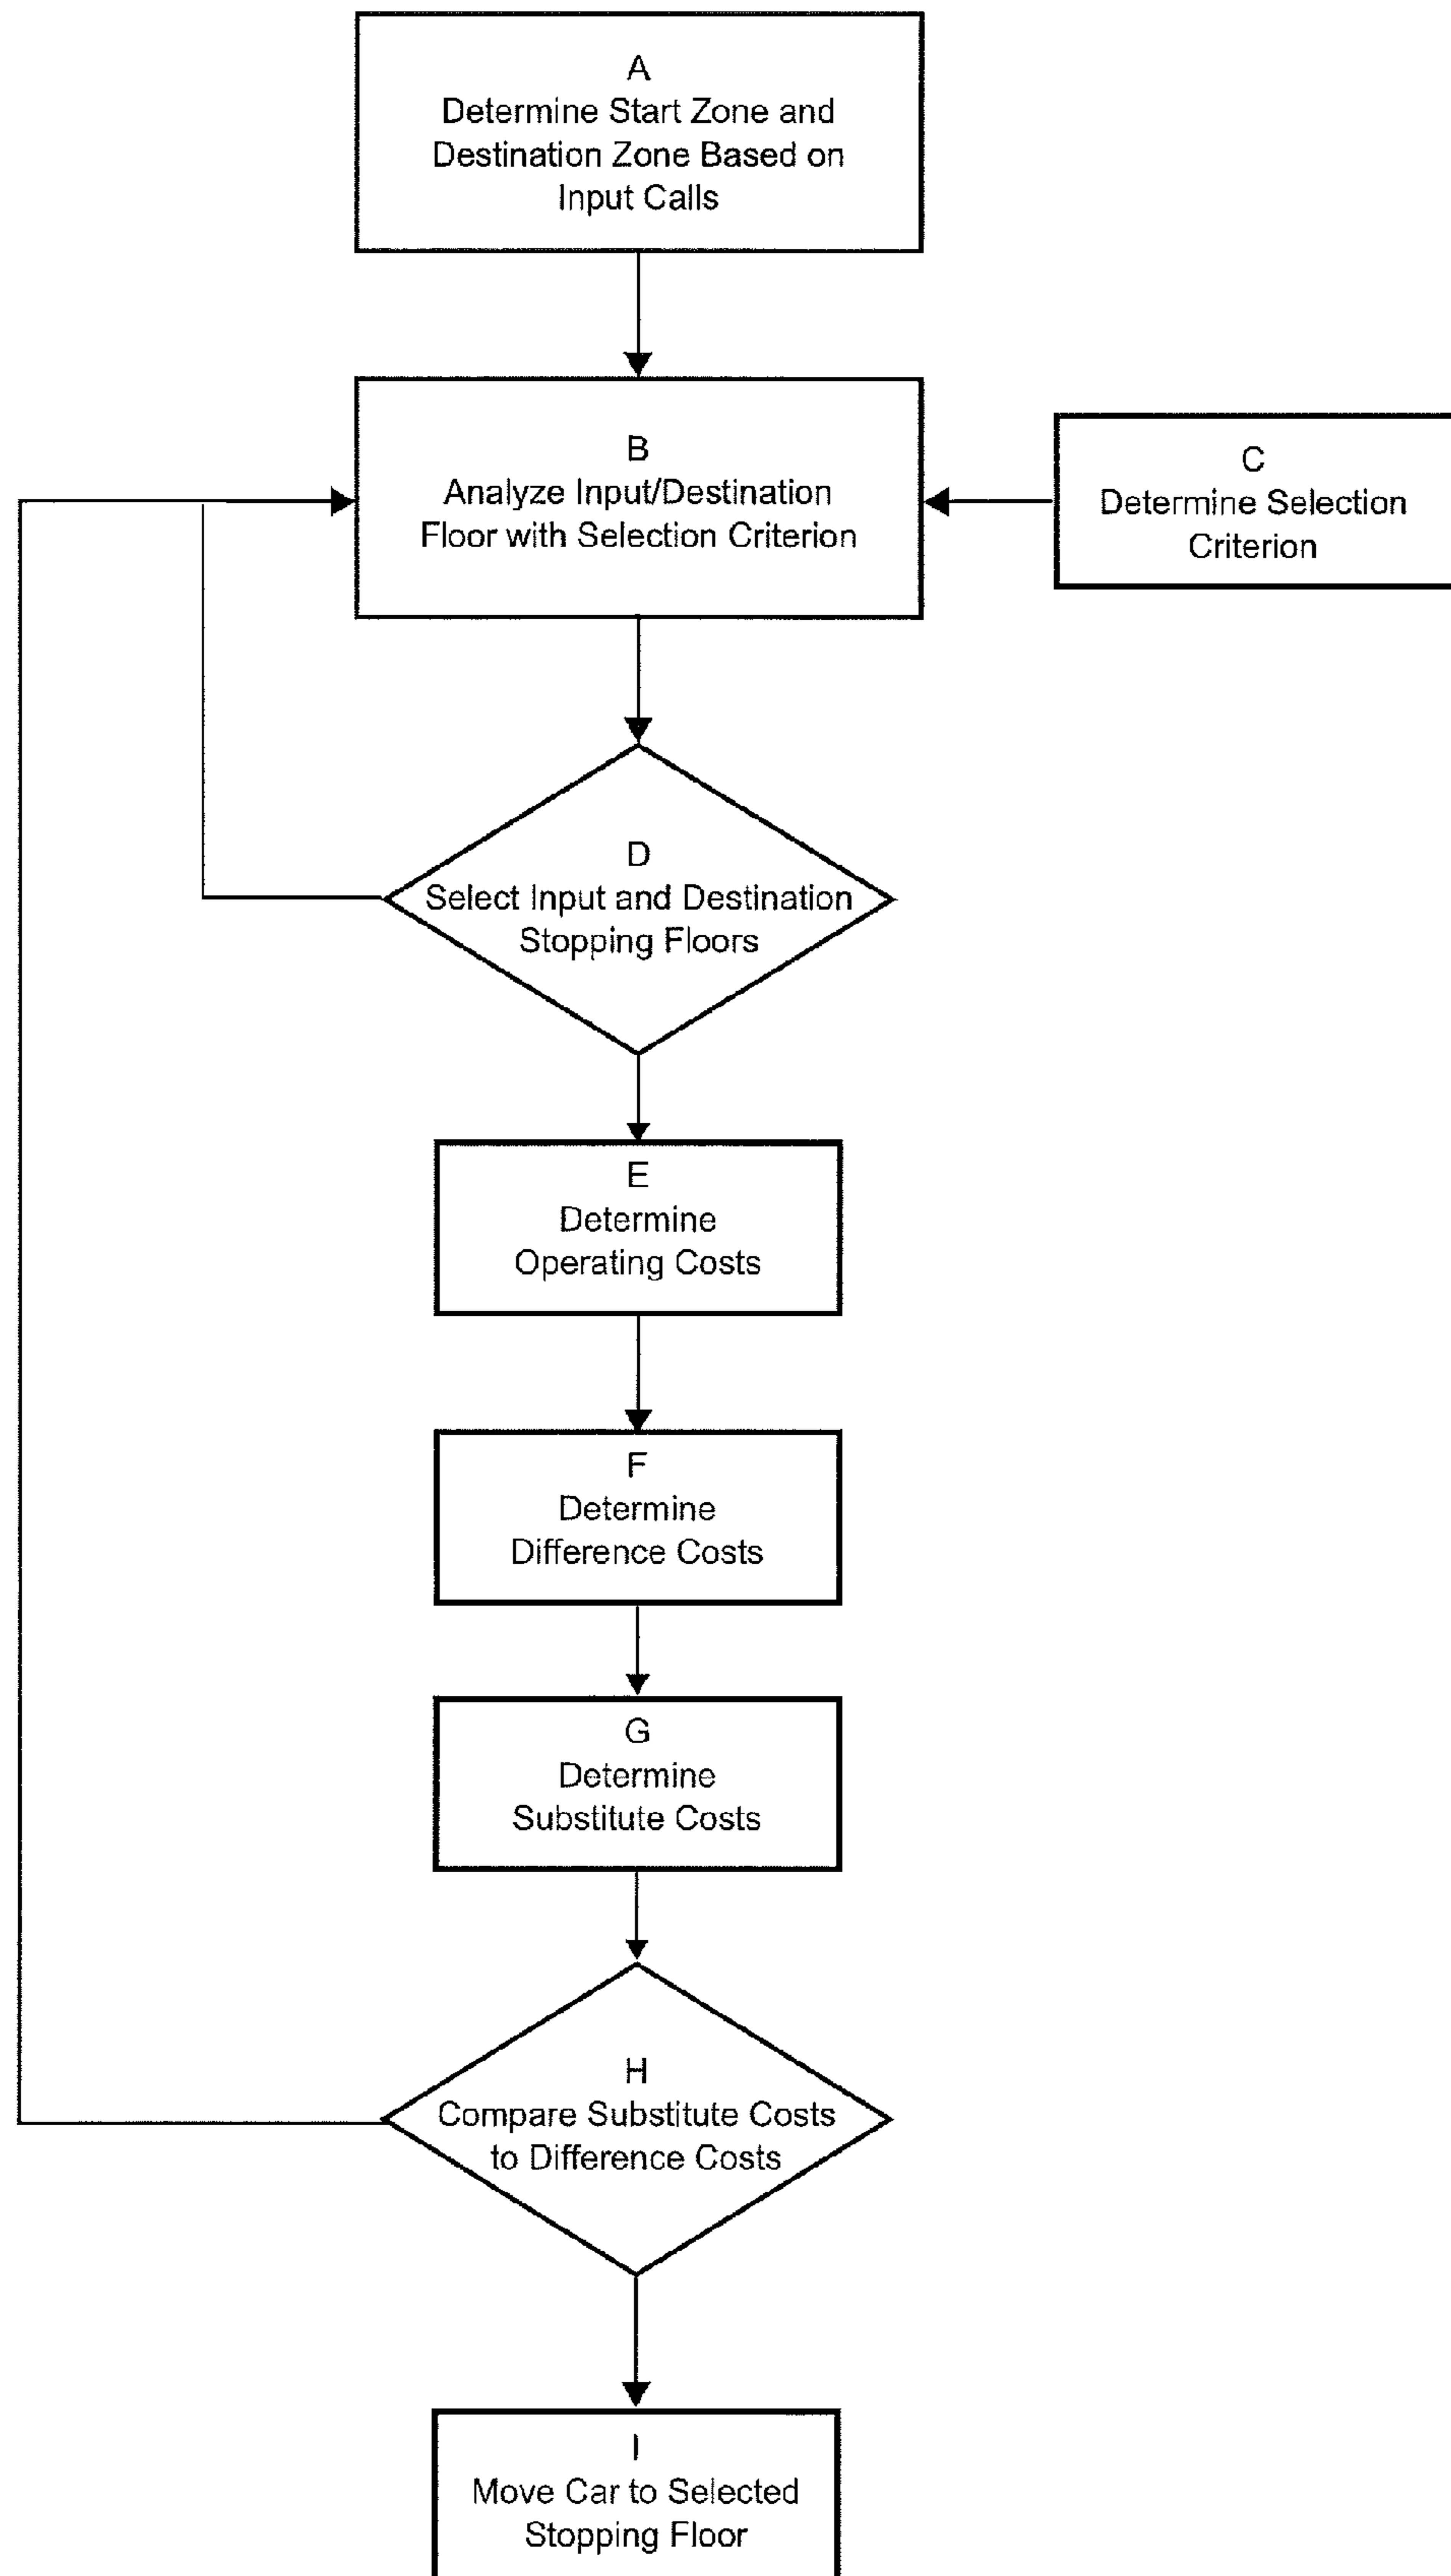 A
Determine Start Zone and
Destination Zone Based on
Input Calls
B
Analyze Input/Destination
Floor with Selection Criterion
C
Determine Selection
Criterion
D
Select Input and Destination
Stopping Floors
E
Determine
Operating Costs
F
Determine
Difference Costs
G
Determine
Substitute Costs
H
Compare Substitute Costs
to Difference Costs
I
Move Car to Selected
Stopping Floor